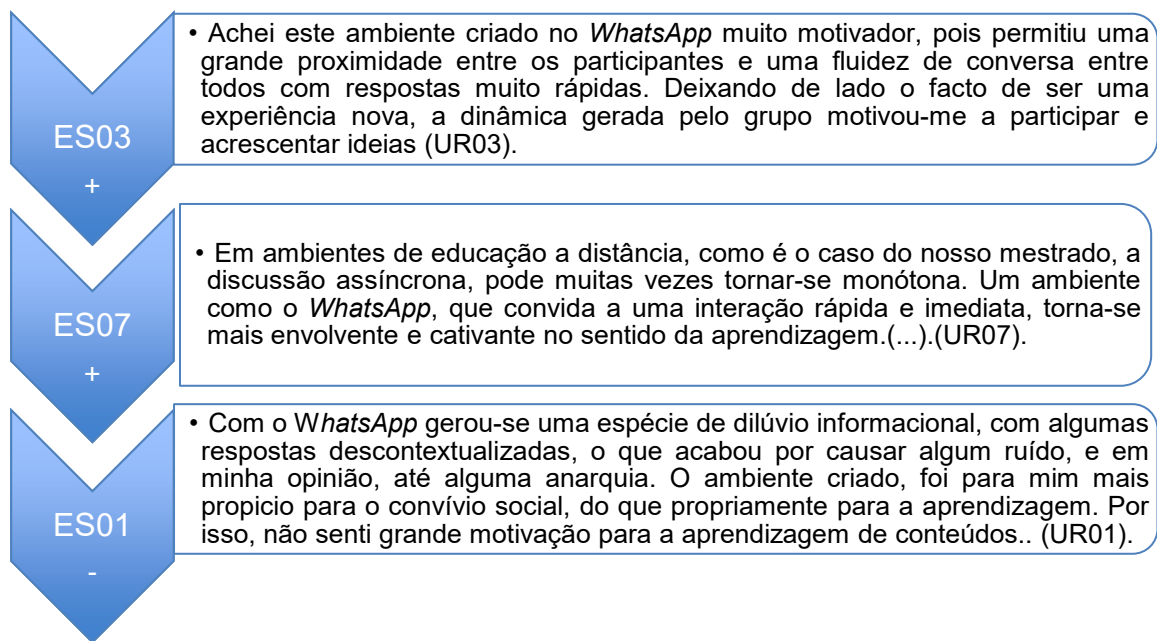 ES03
+
• Achei este ambiente criado no WhatsApp muito motivador, pois permitiu uma
grande proximidade entre os participantes e uma fluidez de conversa entre
todos com respostas muito rápidas. Deixando de lado o facto de ser uma
experiência nova, a dinâmica gerada pelo grupo motivou-me a participar e
acrescentar ideias (UR03).
ES07
+
• Em ambientes de educação a distância, como é o caso do nosso mestrado, a
discussão assíncrona, pode muitas vezes tornar-se monótona. Um ambiente
como o WhatsApp, que convida a uma interação rápida e imediata, torna-se
mais envolvente e cativante no sentido da aprendizagem.(...).(UR07).
ES01
-
• Com o WhatsApp gerou-se uma espécie de dilúvio informacional, com algumas
respostas descontextualizadas, o que acabou por causar algum ruído, e em
minha opinião, até alguma anarquia. O ambiente criado, foi para mim mais
propicio para o convívio social, do que propriamente para a aprendizagem. Por
isso, não senti grande motivação para a aprendizagem de conteúdos.. (UR01).